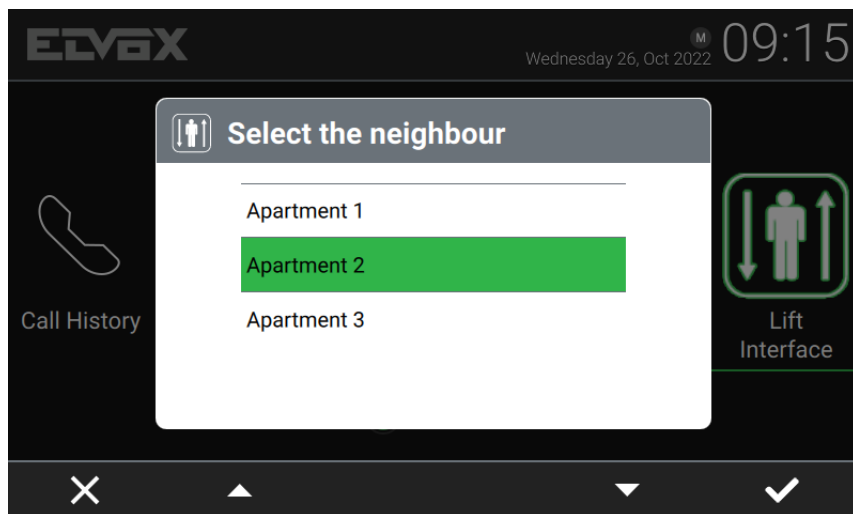 ELVOX
M
Wednesday 26, Oct 2022
09:15
Select the neighbour
Apartment 1
Apartment 2
Apartment 3
Call History
Lift
Interface